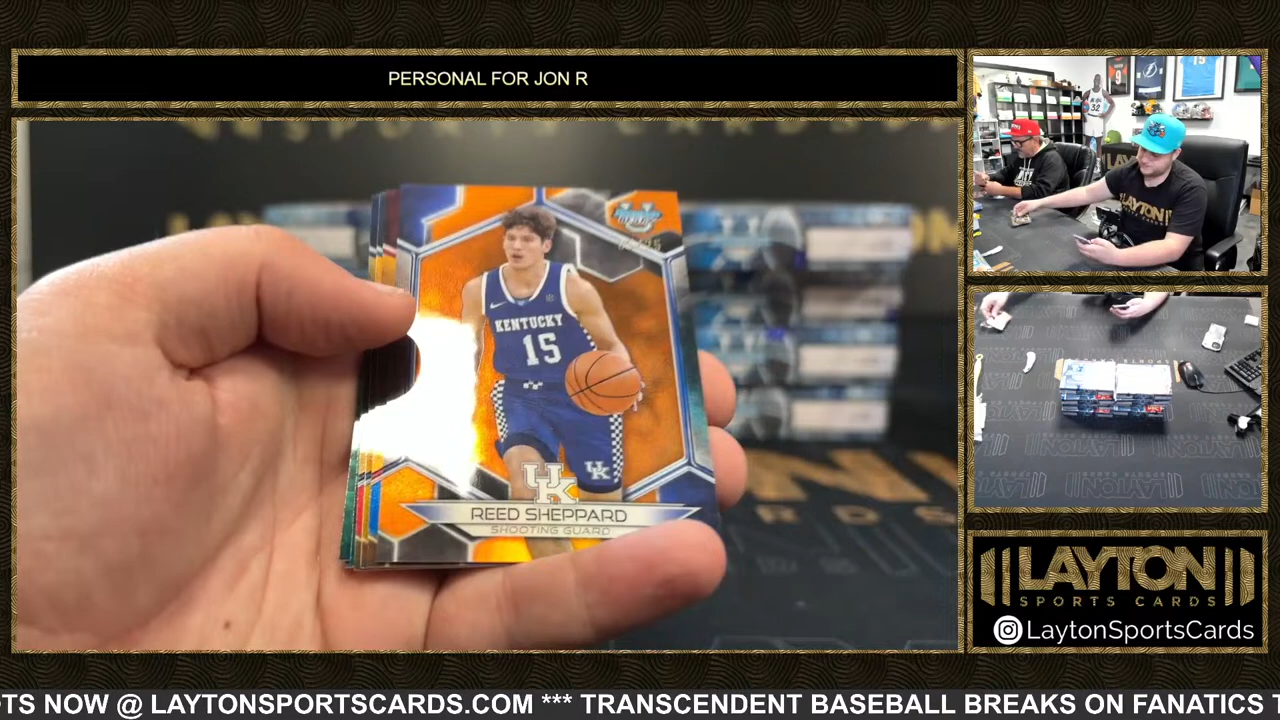 PERSONAL FOR JON R
KENTUCKY
15
UK
UK
REED SHEPPARD
SHOOTING GUARD
LAYTON
SPORTS CARDS
LaytonSportsCards
TS NOW @ LAYTONSPORTSCARDS.COM *** TRANSCENDENT BASEBALL BREAKS ON FANATICS